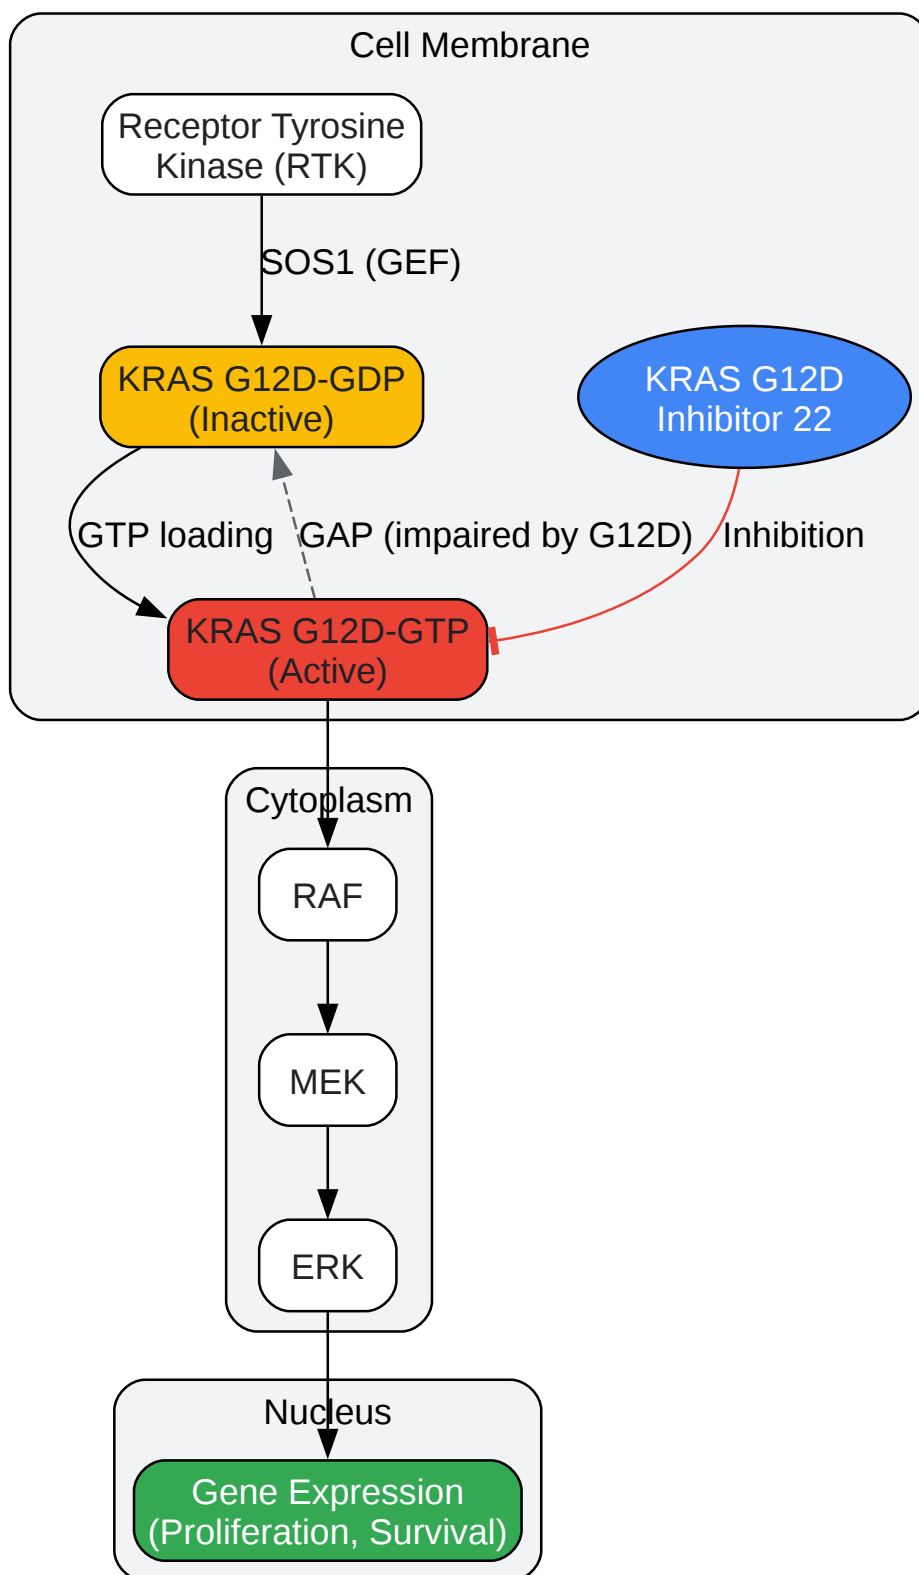 Cell Membrane
Receptor Tyrosine
Kinase (RTK)
SOS1 (GEF)
KRAS G12D-GDP
(Inactive)
KRAS G12D
Inhibitor 22
GTP loading
GAP (impaired by G12D)
Inhibition
KRAS G12D-GTP
(Active)
Cytoplasm
RAF
MEK
ERK
Nucleus
Gene Expression
(Proliferation, Survival)